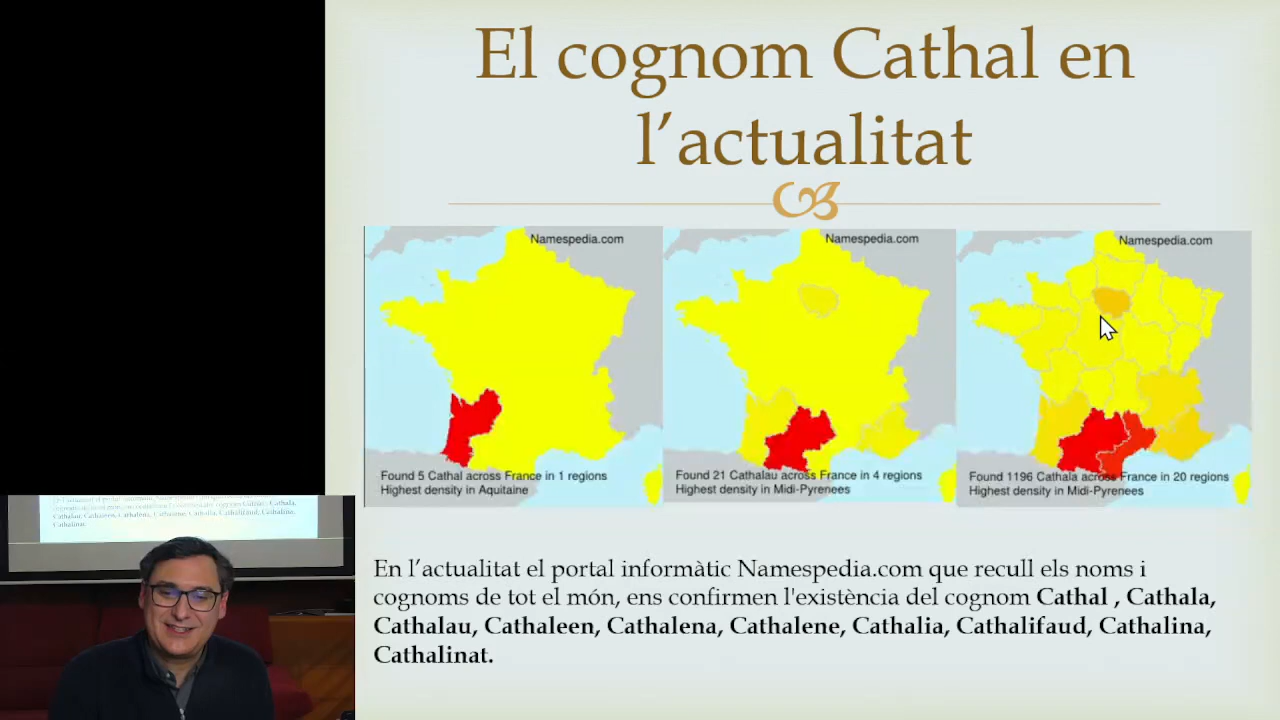 El cognom Cathal en
l’actualitat
Namespedia.com
Found 5 Cathal across France in 1 regions
Highest density in Aquitaine
Namespedia.com
Found 21 Cathalau across France in 4 regions
Highest density in Midi-Pyrenees
Namespedia.com
Found 1196 Cathala across France in 20 regions
Highest density in Midi-Pyrenees
En l’actualitat el portal informàtic Namespedia.com que recull els noms i
cognoms de tot el món, ens confirmen l'existència del cognom Cathal , Cathala,
Cathalau, Cathaleen, Cathalena, Cathalene, Cathalia, Cathalifaud, Cathalina,
Cathalinat.